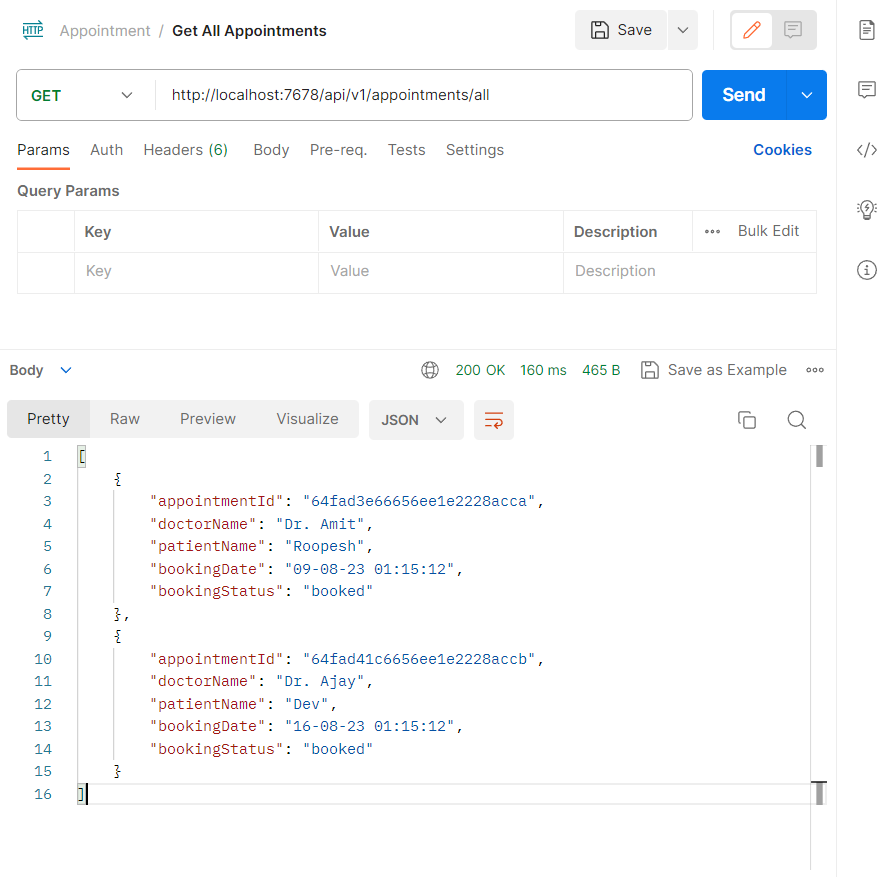 HTTP Appointment / Get All Appointments Save
GET http://localhost:7678/api/v1/appointments/all Send
Params Auth Headers (6) Body Pre-req. Tests Settings Cookies
Query Params
Key Value Description Bulk Edit
Key Value Description
Body 200 OK 160 ms 465 B Save as Example
Pretty Raw Preview Visualize JSON
1 [
2 {
3 "appointmentId": "64fad3e66656ee1e2228acca",
4 "doctorName": "Dr. Amit",
5 "patientName": "Roopesh",
6 "bookingDate": "09-08-23 01:15:12",
7 "bookingStatus": "booked"
8 },
9 {
10 "appointmentId": "64fad41c6656ee1e2228accb",
11 "doctorName": "Dr. Ajay",
12 "patientName": "Dev",
13 "bookingDate": "16-08-23 01:15:12",
14 "bookingStatus": "booked"
15 }
16 ]